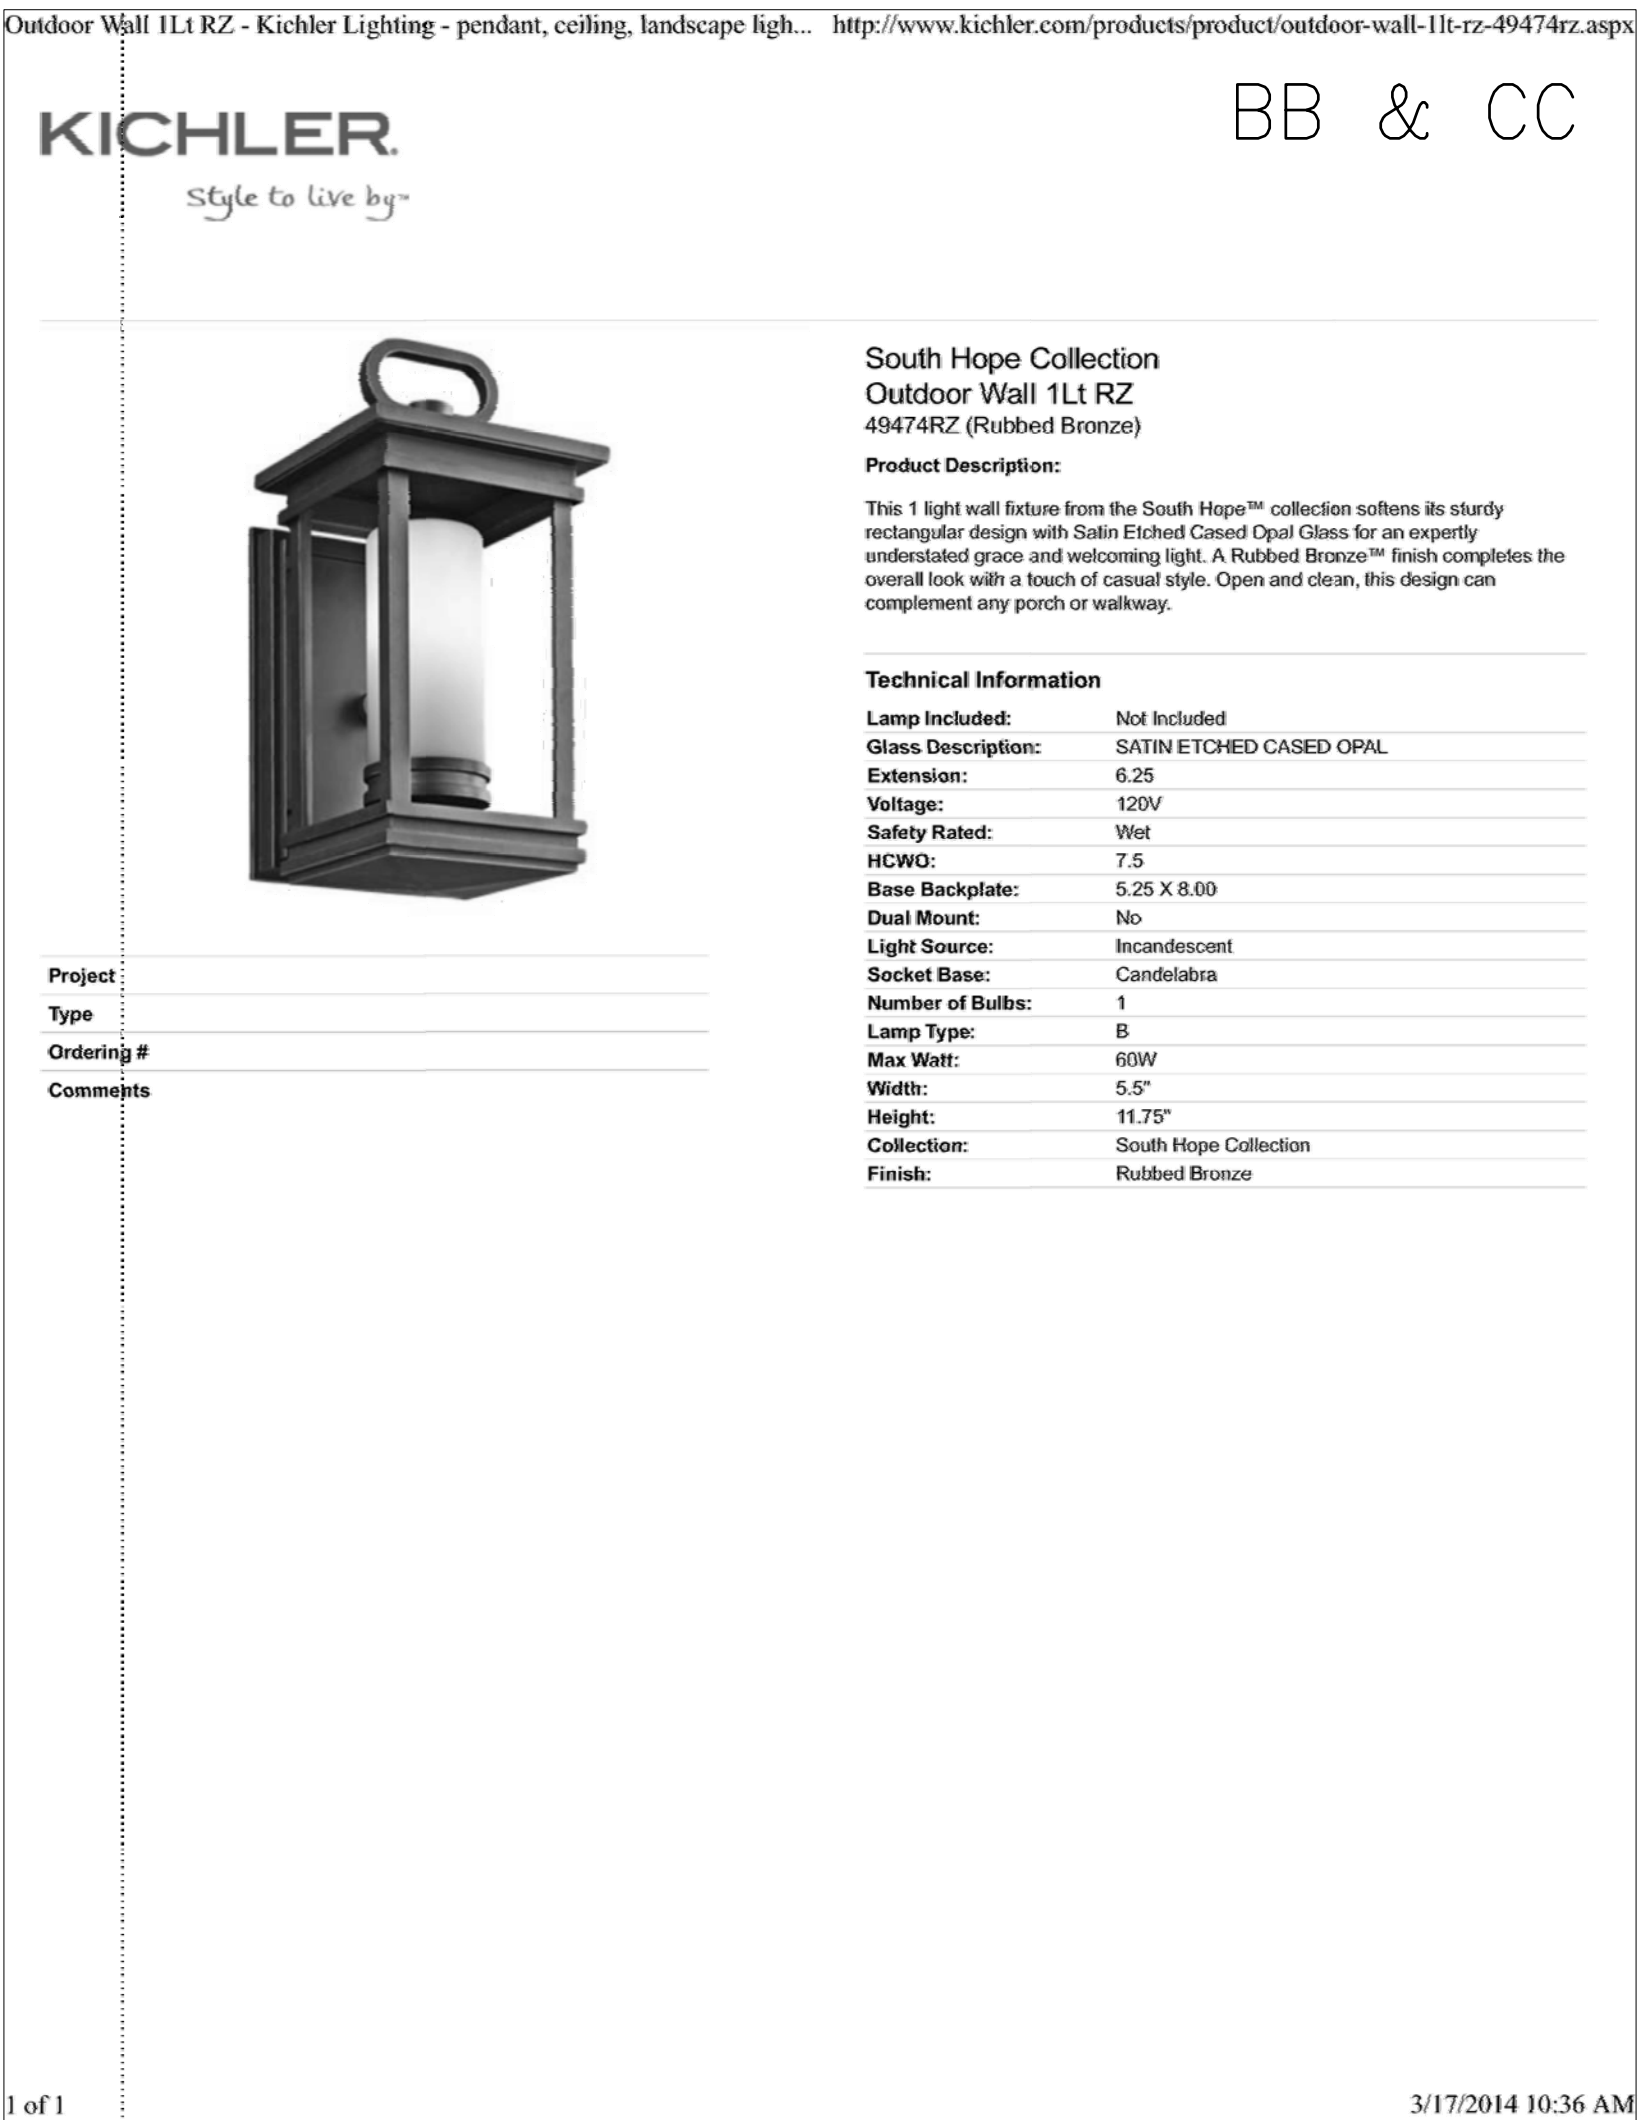 Outdoor Wall 1Lt RZ - Kichler Lighting - pendant, ceiling, landscape ligh... http://www.kichler.com/products/product/outdoor-wall-1lt-rz-49474rz.aspx
BB & CC
KICHLER.
Style to live by™
South Hope Collection
Outdoor Wall 1Lt RZ
49474RZ (Rubbed Bronze)
Product Description:
This 1 light wall fixture from the South Hope™ collection softens its sturdy
rectangular design with Satin Etched Cased Opal Glass for an expertly
understated grace and welcoming light. A Rubbed Bronze™ finish completes the
overall look with a touch of casual style. Open and clean, this design can
complement any porch or walkway.
Technical Information
Lamp Included: Not Included
Glass Description: SATIN ETCHED CASED OPAL
Extension: 6.25
Voltage: 120V
Safety Rated: Wet
HCWO: 7.5
Base Backplate: 5.25 X 8.00
Dual Mount: No
Light Source: Incandescent
Socket Base: Candelabra
Number of Bulbs: 1
Lamp Type: B
Max Watt: 60W
Width: 5.5"
Height: 11.75"
Collection: South Hope Collection
Finish: Rubbed Bronze
Project
Type
Ordering #
Comments
1 of 1
3/17/2014 10:36 AM